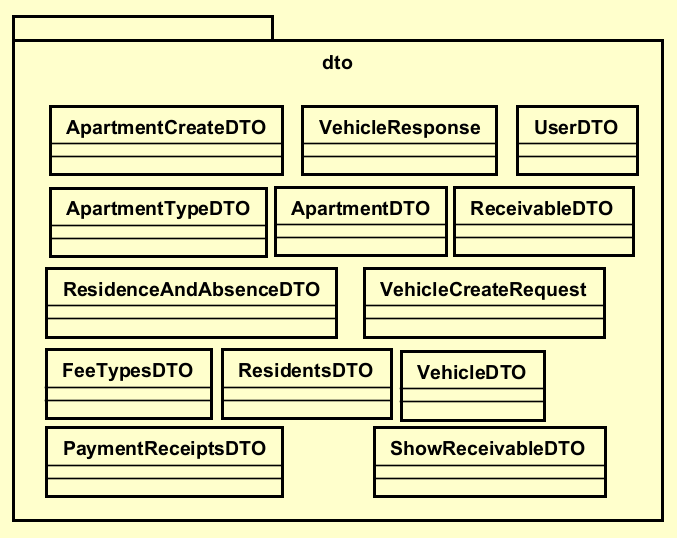 dto
ApartmentCreateDTO VehicleResponse UserDTO
ApartmentTypeDTO ApartmentDTO ReceivableDTO
ResidenceAndAbsenceDTO VehicleCreateRequest
FeeTypesDTO ResidentsDTO VehicleDTO
PaymentReceiptsDTO ShowReceivableDTO